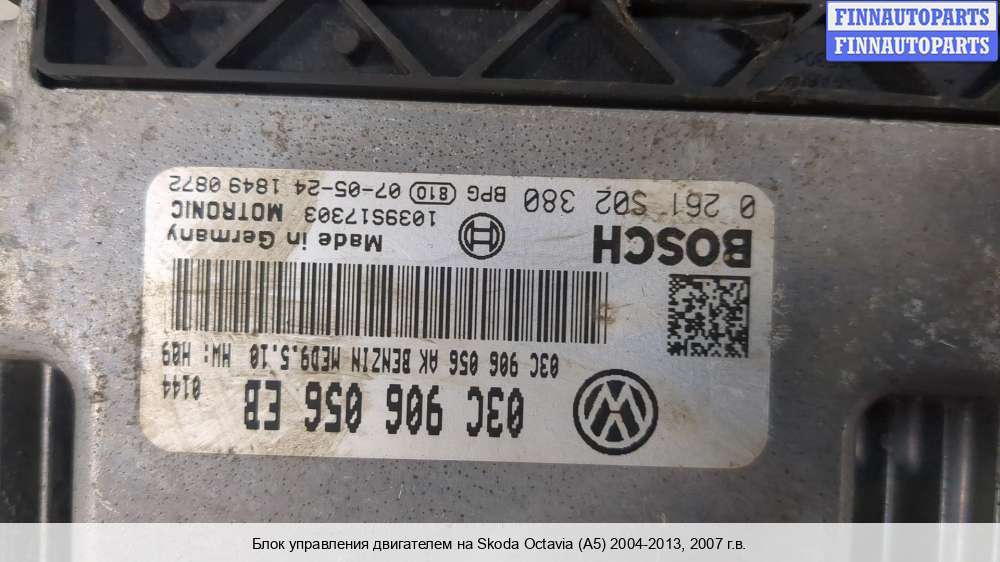 FINNAUTOPARTS
FINNAUTOPARTS
03C 906 056 EB 0144
03C 906 056 AK BENZIN MED9.5.10 HW: H09
BOSCH
Made in Germany
1039S17303 MOTRONIC
0 261 S02 380 BPG 810 07-05-24 1849 0872
Блок управления двигателем на Skoda Octavia (A5) 2004-2013, 2007 г.в.